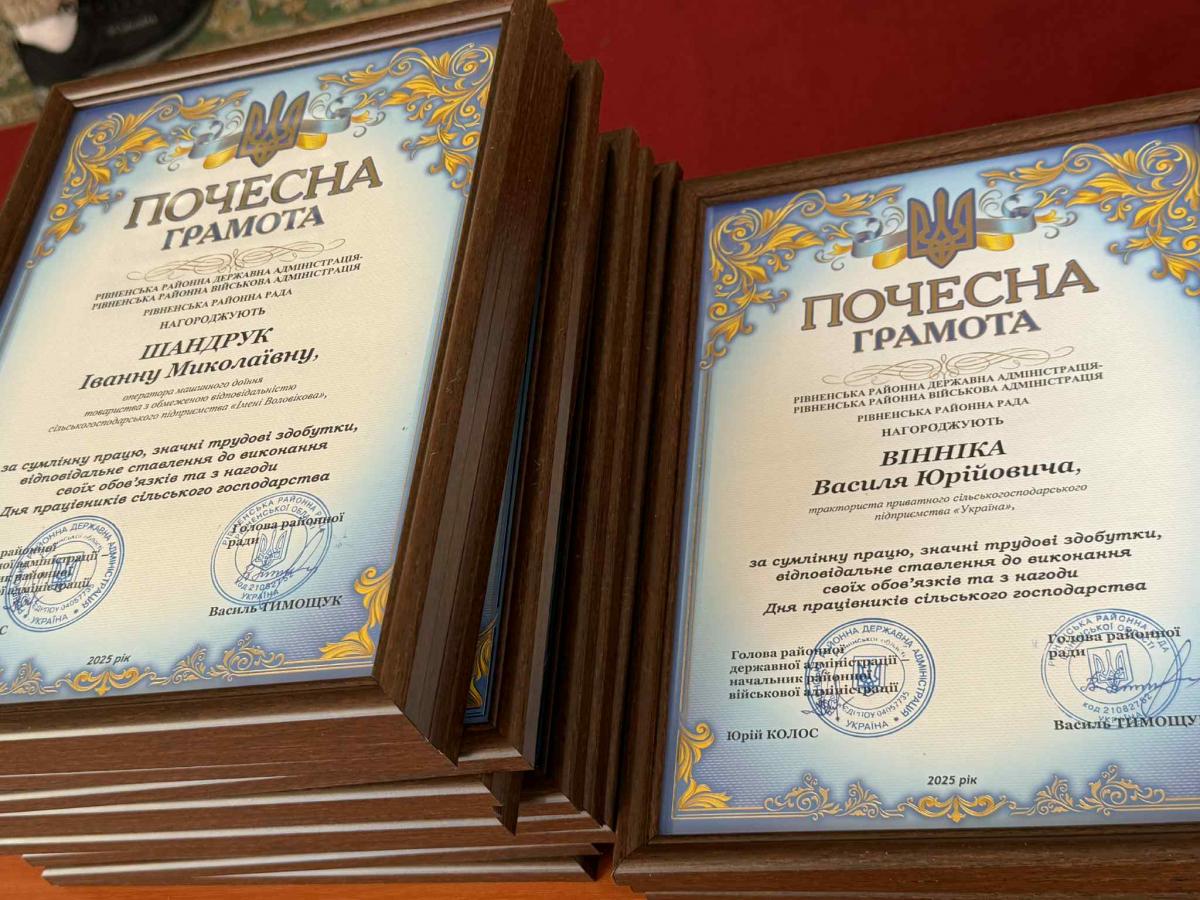 ПОЧЕСНА
ГРАМОТА
РІВНЕНСЬКА РАЙОННА ДЕРЖАВНА АДМІНІСТРАЦІЯ-
РІВНЕНСЬКА РАЙОННА ВІЙСЬКОВА АДМІНІСТРАЦІЯ
РІВНЕНСЬКА РАЙОННА РАДА
НАГОРОДЖУЮТЬ
ШАНДРУК
Іванну Миколаївну,
оператора машинного доїння
товариства з обмеженою відповідальністю
сільськогосподарського підприємства «Імені Воловікова»,
за сумлінну працю, значні трудові здобутки,
відповідальне ставлення до виконання
своїх обов'язків та з нагоди
Дня працівників сільського господарства
районної
адміністрації –
районної
адміністрації
Голова районної
ради
Василь ТИМОЩУК
2025 рік
ПОЧЕСНА
ГРАМОТА
РІВНЕНСЬКА РАЙОННА ДЕРЖАВНА АДМІНІСТРАЦІЯ-
РІВНЕНСЬКА РАЙОННА ВІЙСЬКОВА АДМІНІСТРАЦІЯ
РІВНЕНСЬКА РАЙОННА РАДА
НАГОРОДЖУЮТЬ
ВІННІКА
Василя Юрійовича,
тракториста приватного сільськогосподарського
підприємства «Україна»,
за сумлінну працю, значні трудові здобутки,
відповідальне ставлення до виконання
своїх обов'язків та з нагоди
Дня працівників сільського господарства
Голова районної
державної адміністрації
начальник районної
військової адміністрації
Юрій КОЛОС
Голова районної
ради
Василь ТИМОЩУ
2025 рік